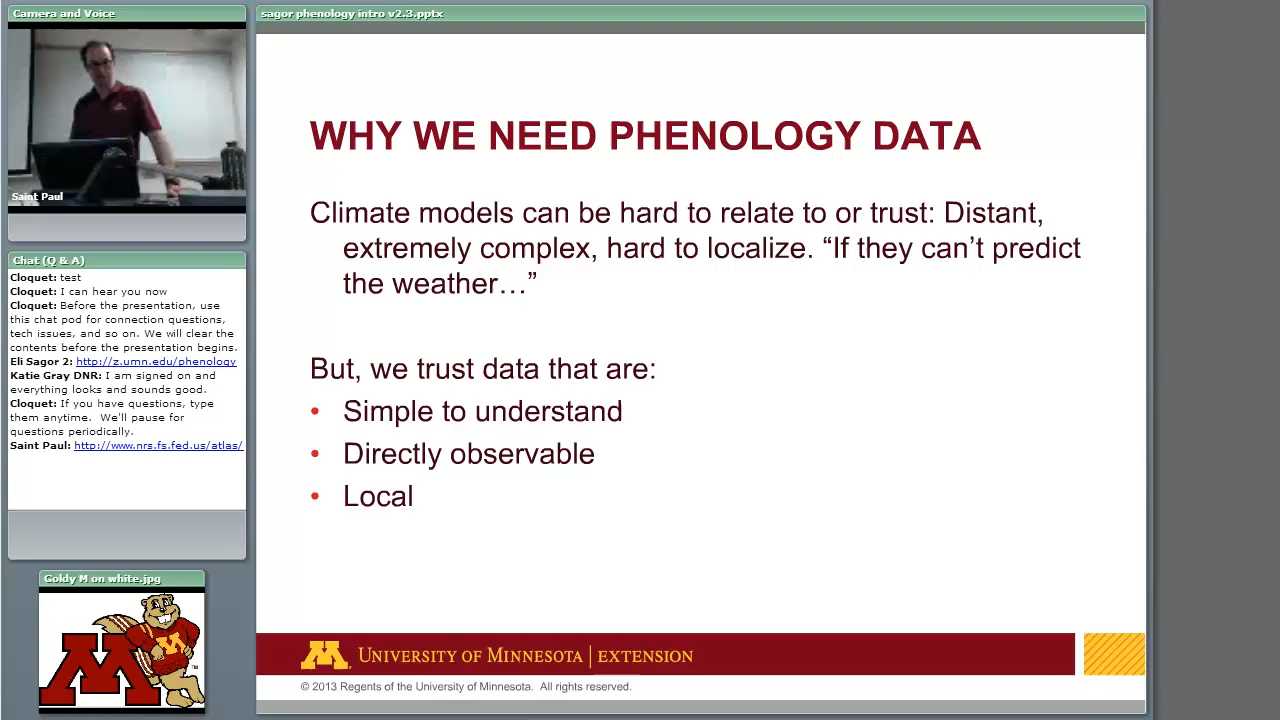 Camera and Voice
Saint Paul
Chat (Q & A)
Cloquet: test
Cloquet: I can hear you now
Cloquet: Before the presentation, use
this chat pod for connection questions,
tech issues, and so on. We will clear the
contents before the presentation begins.
Eli Sagor 2: http://z.umn.edu/phenology
Katie Gray DNR: I am signed on and
everything looks and sounds good.
Cloquet: If you have questions, type
them anytime. We'll pause for
questions periodically.
Saint Paul: http://www.nrs.fs.fed.us/atlas/
Goldy M on white.jpg
M
M
TM
sagor phenology intro v2.3.pptx
WHY WE NEED PHENOLOGY DATA
Climate models can be hard to relate to or trust: Distant,
extremely complex, hard to localize. “If they can’t predict
the weather…”
But, we trust data that are:
• Simple to understand
• Directly observable
• Local
M UNIVERSITY OF MINNESOTA | EXTENSION
© 2013 Regents of the University of Minnesota. All rights reserved.